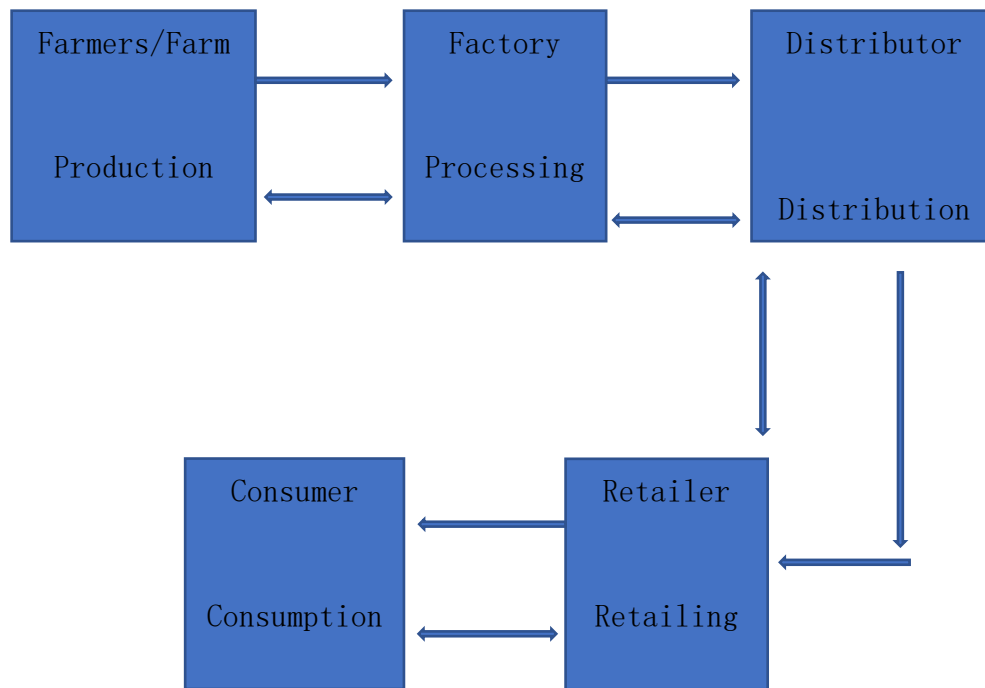 Farmers/Farm
Production
Factory
Processing
Distributor
Distribution
Consumer
Consumption
Retailer
Retailing